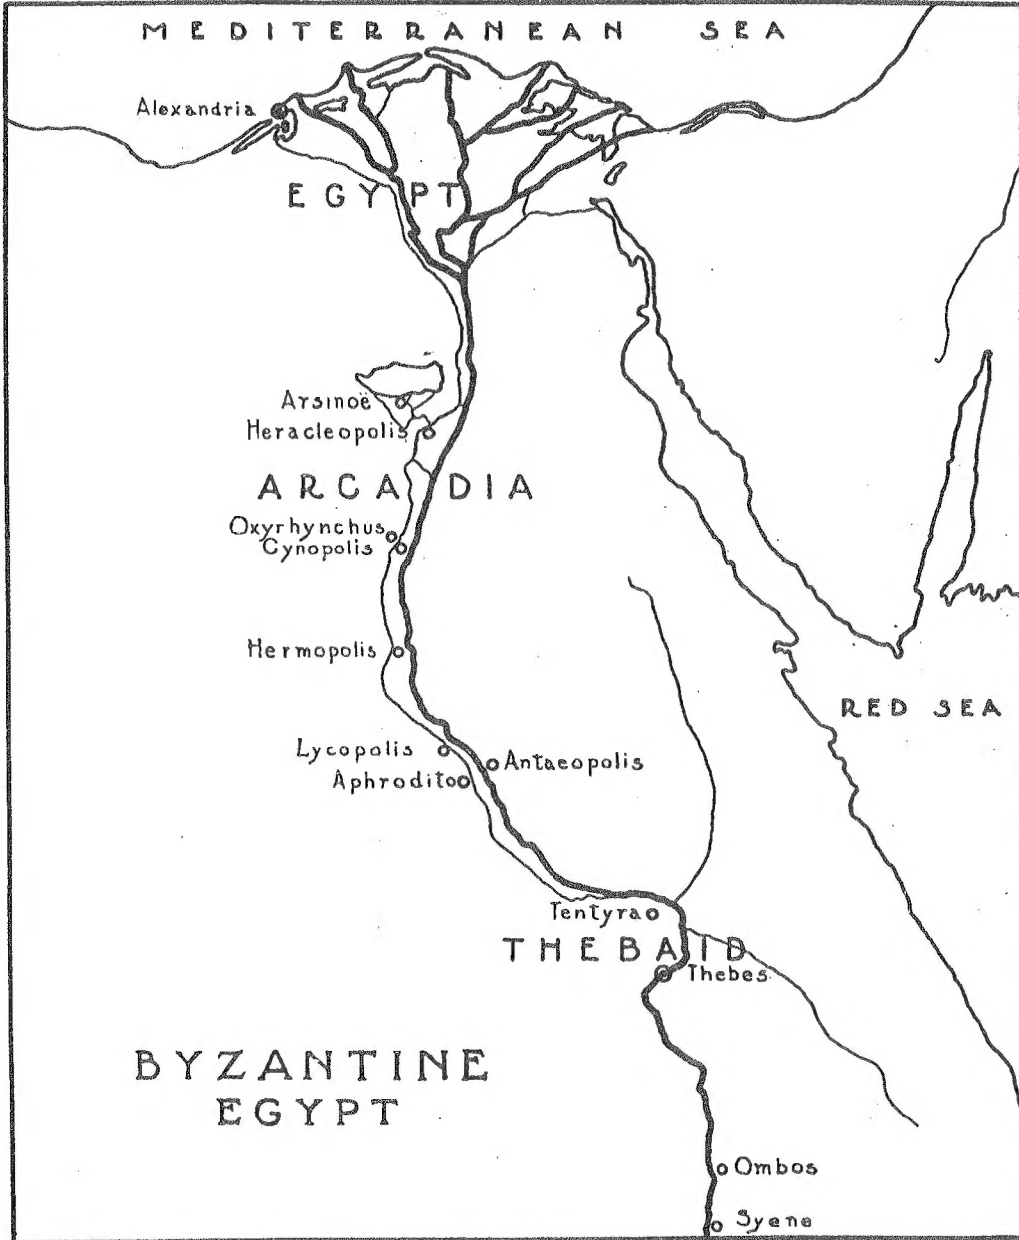 MEDITERRANEAN SEA
Alexandria
EGYPT
Arsinoë
Heracleopolis
ARCADIA
Oxyrhynchus
Cynopolis
Hermopolis
RED SEA
Lycopolis
Antaeopolis
Aphrodito
Tentyra
THEBAID
Thebes
BYZANTINE
EGYPT
Ombos
Syene